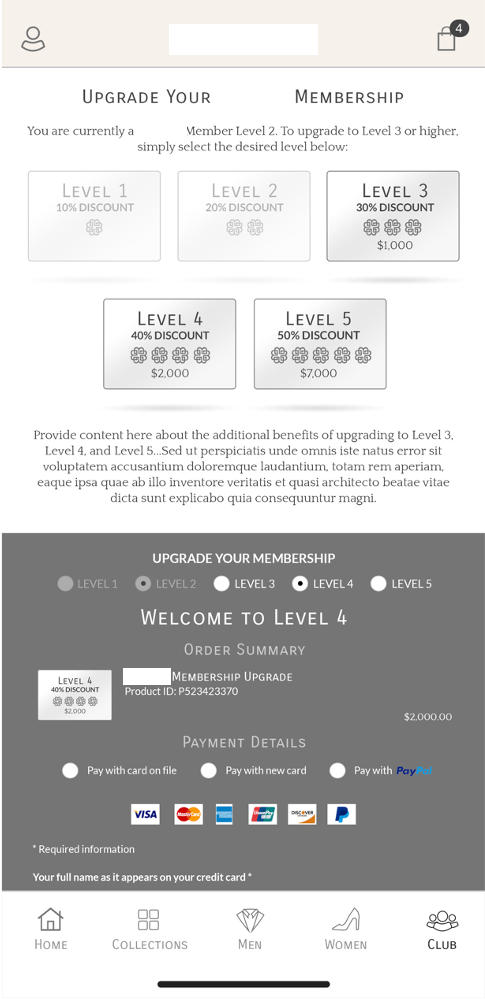 4
Upgrade Your Membership
You are currently a Member Level 2. To upgrade to Level 3 or higher,
simply select the desired level below:
Level 1
10% DISCOUNT
Level 2
20% DISCOUNT
Level 3
30% DISCOUNT
$1,000
Level 4
40% DISCOUNT
$2,000
Level 5
50% DISCOUNT
$7,000
Provide content here about the additional benefits of upgrading to Level 3,
Level 4, and Level 5...Sed ut perspiciatis unde omnis iste natus error sit
voluptatem accusantium doloremque laudantium, totam rem aperiam,
eaque ipsa quae ab illo inventore veritatis et quasi architecto beatae vitae
dicta sunt explicabo quia consequuntur magni.
UPGRADE YOUR MEMBERSHIP
LEVEL 1 LEVEL 2 LEVEL 3 LEVEL 4 LEVEL 5
Welcome to Level 4
Order Summary
Level 4
40% DISCOUNT
$2,000
Membership Upgrade
Product ID: P523423370
$2,000.00
Payment Details
Pay with card on file Pay with new card Pay with PayPal
VISA MasterCard AMERICAN EXPRESS UnionPay DISCOVER P
* Required information
Your full name as it appears on your credit card *
Home Collections Men Women Club